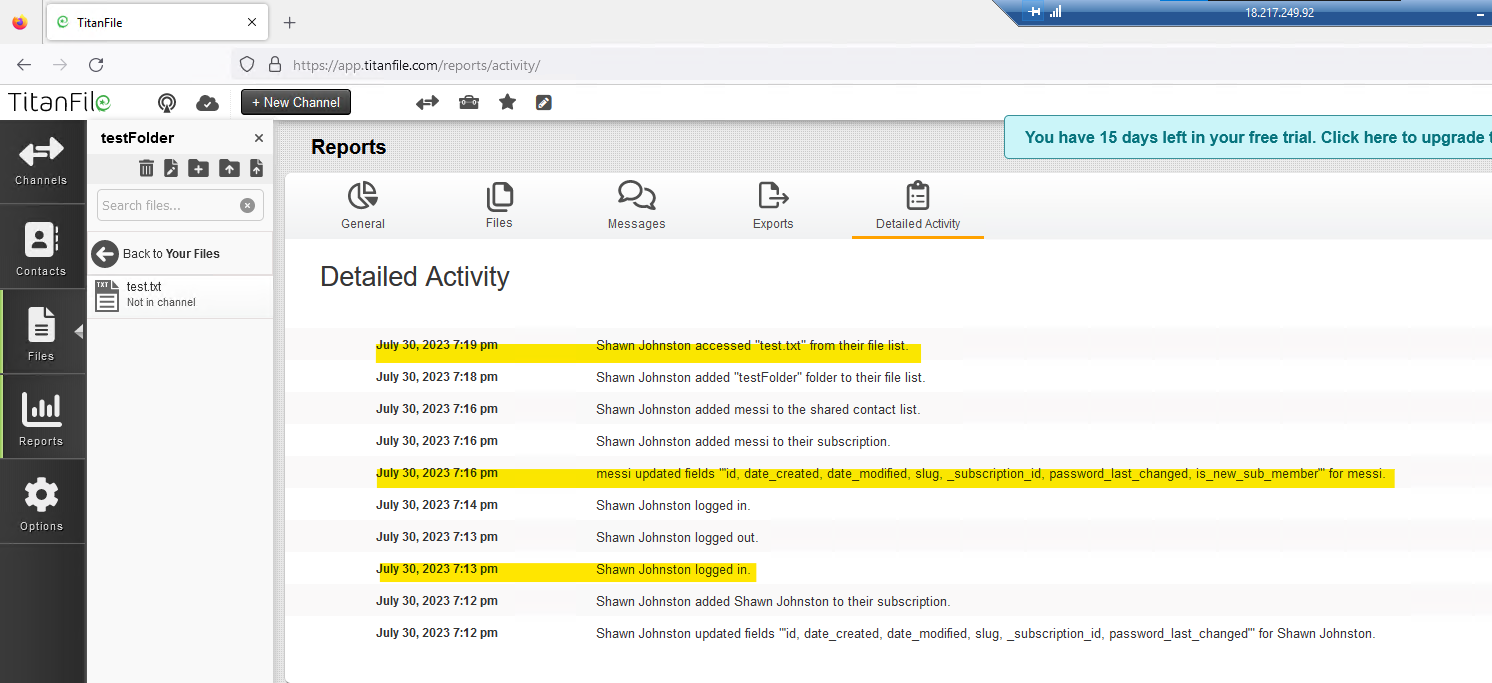 TitanFile
18.217.249.92
https://app.titanfile.com/reports/activity/
TitanFile
+ New Channel
Channels
Contacts
Files
Reports
Options
testFolder
Search files...
Back to Your Files
TXT
test.txt
Not in channel
Reports
You have 15 days left in your free trial. Click here to upgrade t
General
Files
Messages
Exports
Detailed Activity
Detailed Activity
July 30, 2023 7:19 pm Shawn Johnston accessed "test.txt" from their file list.
July 30, 2023 7:18 pm Shawn Johnston added "testFolder" folder to their file list.
July 30, 2023 7:16 pm Shawn Johnston added messi to the shared contact list.
July 30, 2023 7:16 pm Shawn Johnston added messi to their subscription.
July 30, 2023 7:16 pm messi updated fields "'id, date_created, date_modified, slug, _subscription_id, password_last_changed, is_new_sub_member'" for messi.
July 30, 2023 7:14 pm Shawn Johnston logged in.
July 30, 2023 7:13 pm Shawn Johnston logged out.
July 30, 2023 7:13 pm Shawn Johnston logged in.
July 30, 2023 7:12 pm Shawn Johnston added Shawn Johnston to their subscription.
July 30, 2023 7:12 pm Shawn Johnston updated fields "'id, date_created, date_modified, slug, _subscription_id, password_last_changed'" for Shawn Johnston.